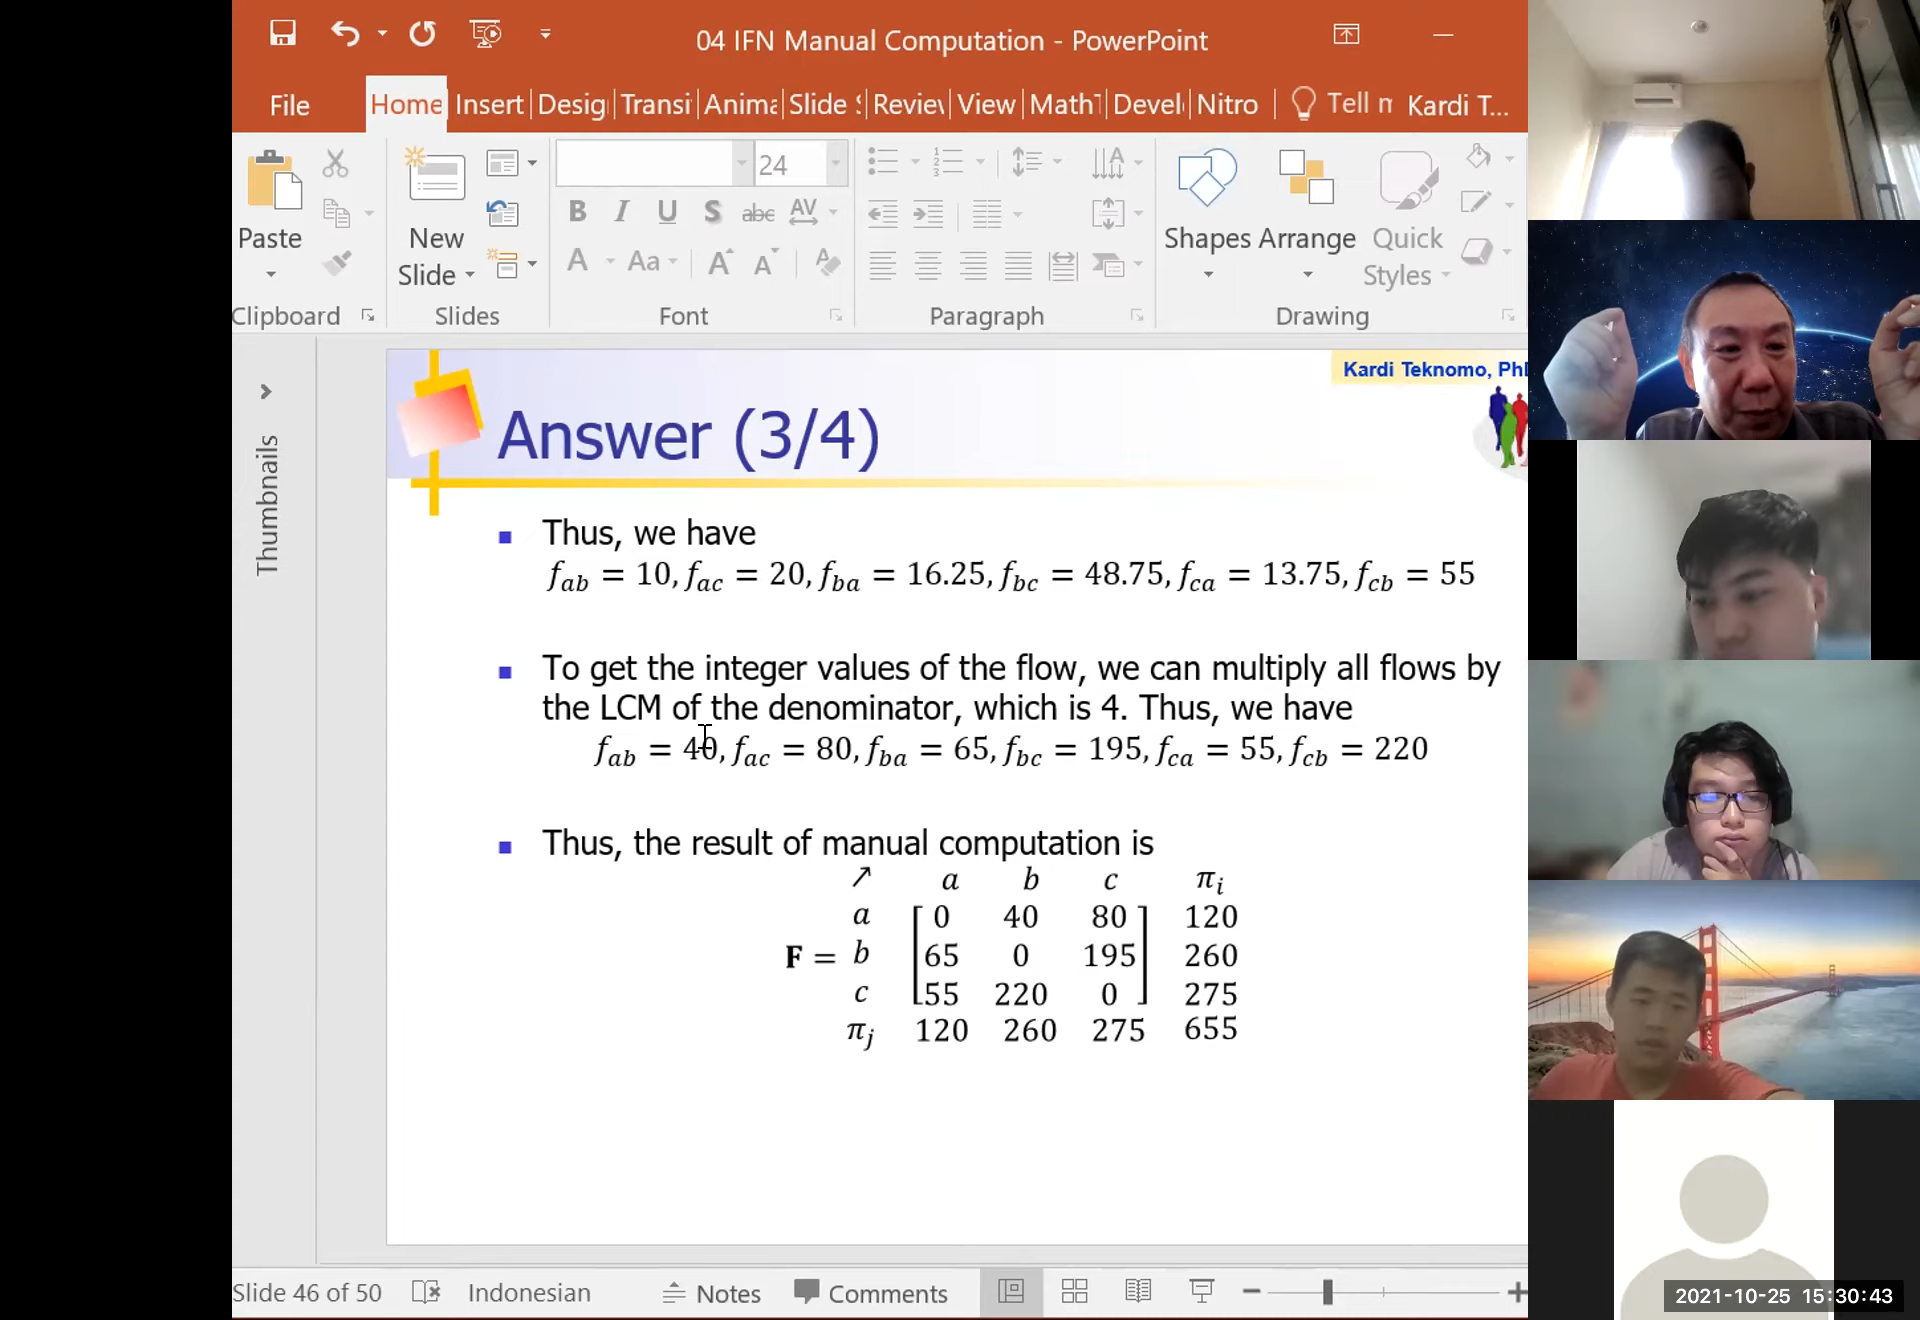 04 IFN Manual Computation - PowerPoint
File
Home
Insert
Desig
Transi
Anima
Slide
Review
View
MathT
Devel
Nitro
Tell
Kardi T...
Paste
New
Slide
24
B I U S abc AV
A Aa A A A
Shapes
Arrange
Quick
Styles
Clipboard
Slides
Font
Paragraph
Drawing
Thumbnails
Kardi Teknomo, PhD
Answer (3/4)
Thus, we have
f_ab = 10, f_ac = 20, f_ba = 16.25, f_bc = 48.75, f_ca = 13.75, f_cb = 55
To get the integer values of the flow, we can multiply all flows by
the LCM of the denominator, which is 4. Thus, we have
f_ab = 40, f_ac = 80, f_ba = 65, f_bc = 195, f_ca = 55, f_cb = 220
Thus, the result of manual computation is
↗ a b c π_i
a [0 40 80] 120
F = b [65 0 195] 260
c [55 220 0] 275
π_j 120 260 275 655
Slide 46 of 50
Indonesian
Notes
Comments
2021-10-25 15:30:43